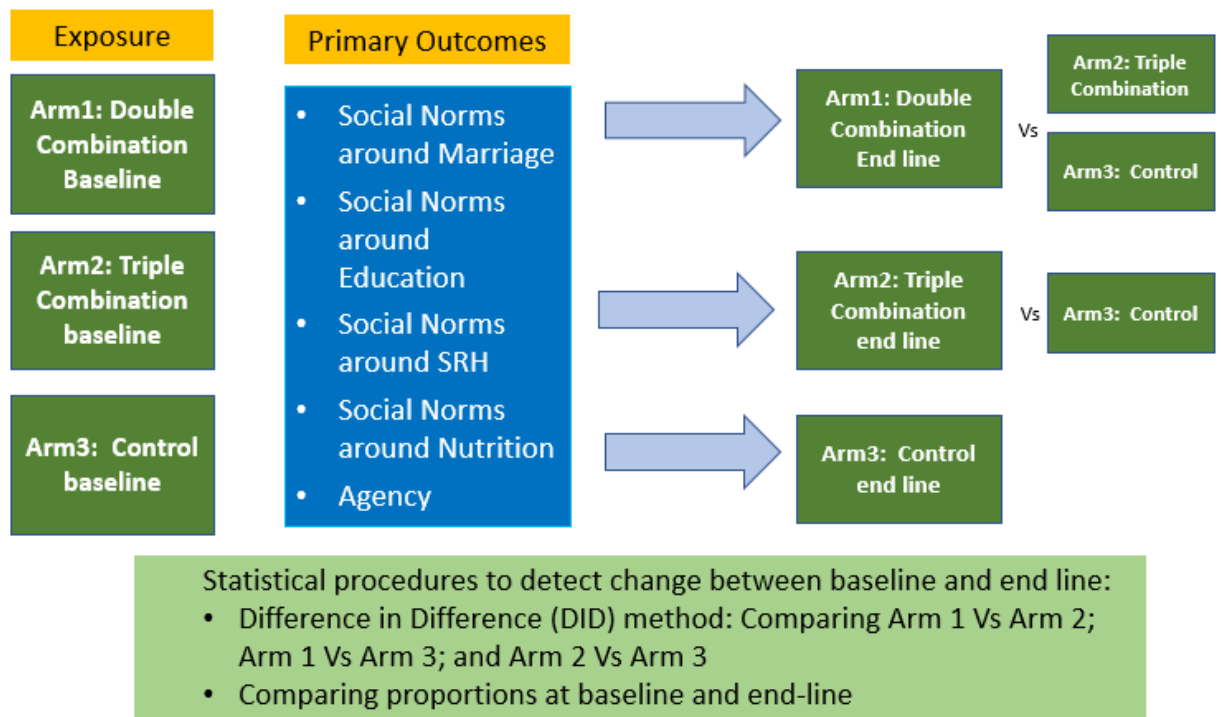 Exposure
Arm1: Double
Combination
Baseline
Arm2: Triple
Combination
baseline
Arm3:  Control
baseline
Primary Outcomes
• Social Norms
around Marriage
• Social Norms
around
Education
• Social Norms
around SRH
• Social Norms
around Nutrition
• Agency
Arm1: Double
Combination
End line
Vs
Arm2: Triple
Combination
Arm3:  Control
Arm2: Triple
Combination
end line
Vs
Arm3:  Control
Arm3:  Control
end line
Statistical procedures to detect change between baseline and end line:
• Difference in Difference (DID) method: Comparing Arm 1 Vs Arm 2;
Arm 1 Vs Arm 3; and Arm 2 Vs Arm 3
• Comparing proportions at baseline and end-line